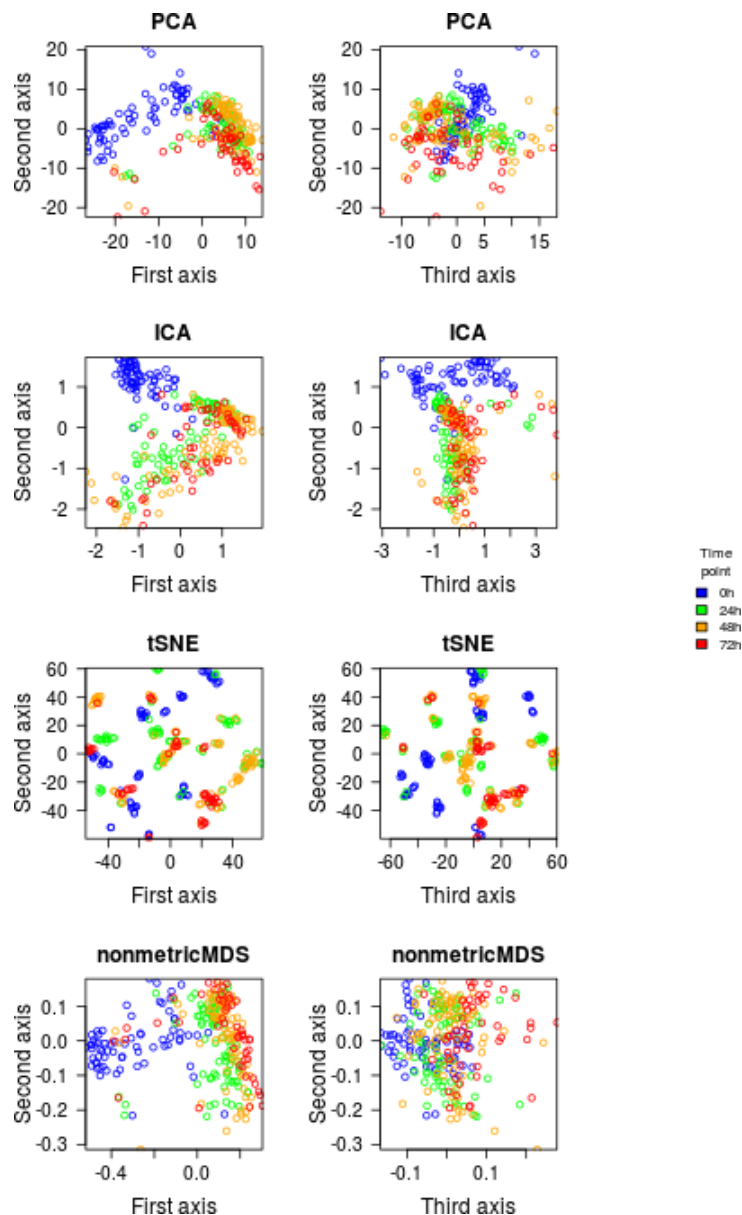 PCA
PCA
Second axis
20
10
0
-10
-20
-20
-10
0
10
First axis
Second axis
20
10
0
-10
-20
-10
0
5
15
Third axis
ICA
ICA
Second axis
1
0
-1
-2
-2
-1
0
1
First axis
Second axis
1
0
-1
-2
-3
-1
1
3
Third axis
Time
point
0h
24h
48h
72h
tSNE
tSNE
Second axis
60
40
20
0
-20
-40
-40
0
40
First axis
Second axis
60
40
20
0
-20
-40
-60
-20
20
60
Third axis
nonmetricMDS
nonmetricMDS
Second axis
0.1
0.0
-0.1
-0.2
-0.3
-0.4
0.0
First axis
Second axis
0.1
0.0
-0.1
-0.2
-0.3
-0.1
0.1
Third axis